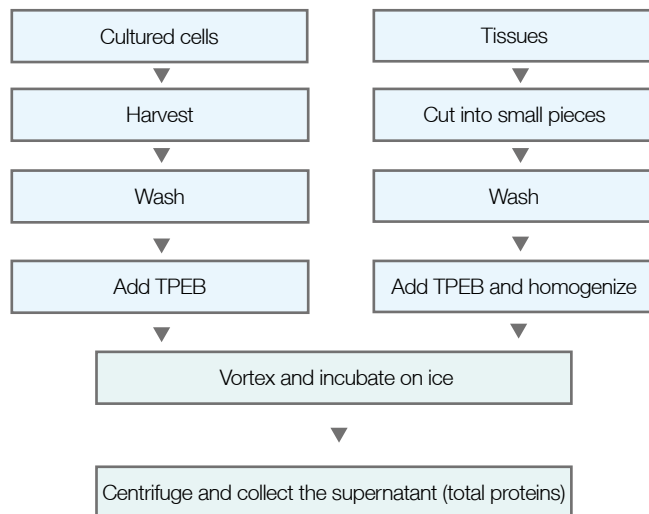 Cultured cells
Tissues
Harvest
Cut into small pieces
Wash
Wash
Add TPEB
Add TPEB and homogenize
Vortex and incubate on ice
Centrifuge and collect the supernatant (total proteins)